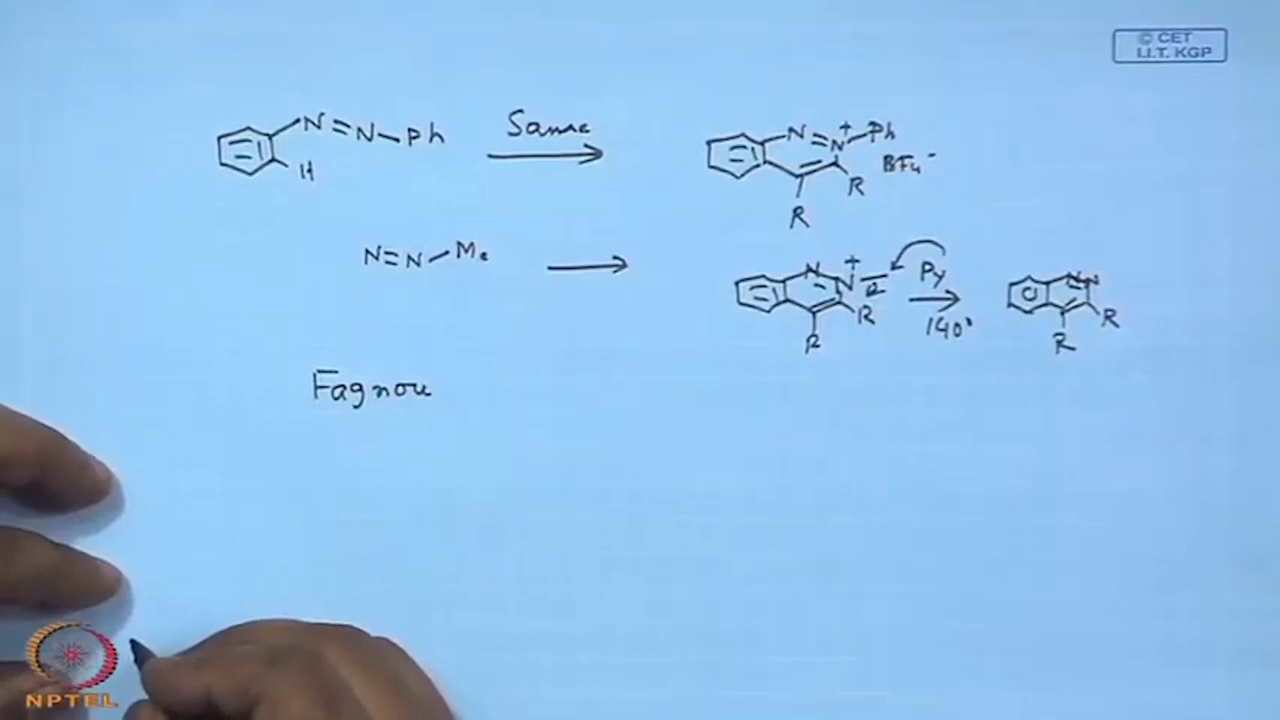 © CET
I.I.T. KGP
N=N-Ph
H
Same
N=N+-Ph
BF4-
R
R
N=N-Me
N
+
R
R
Py
140°
N
N
R
R
Fagnou
NPTEL